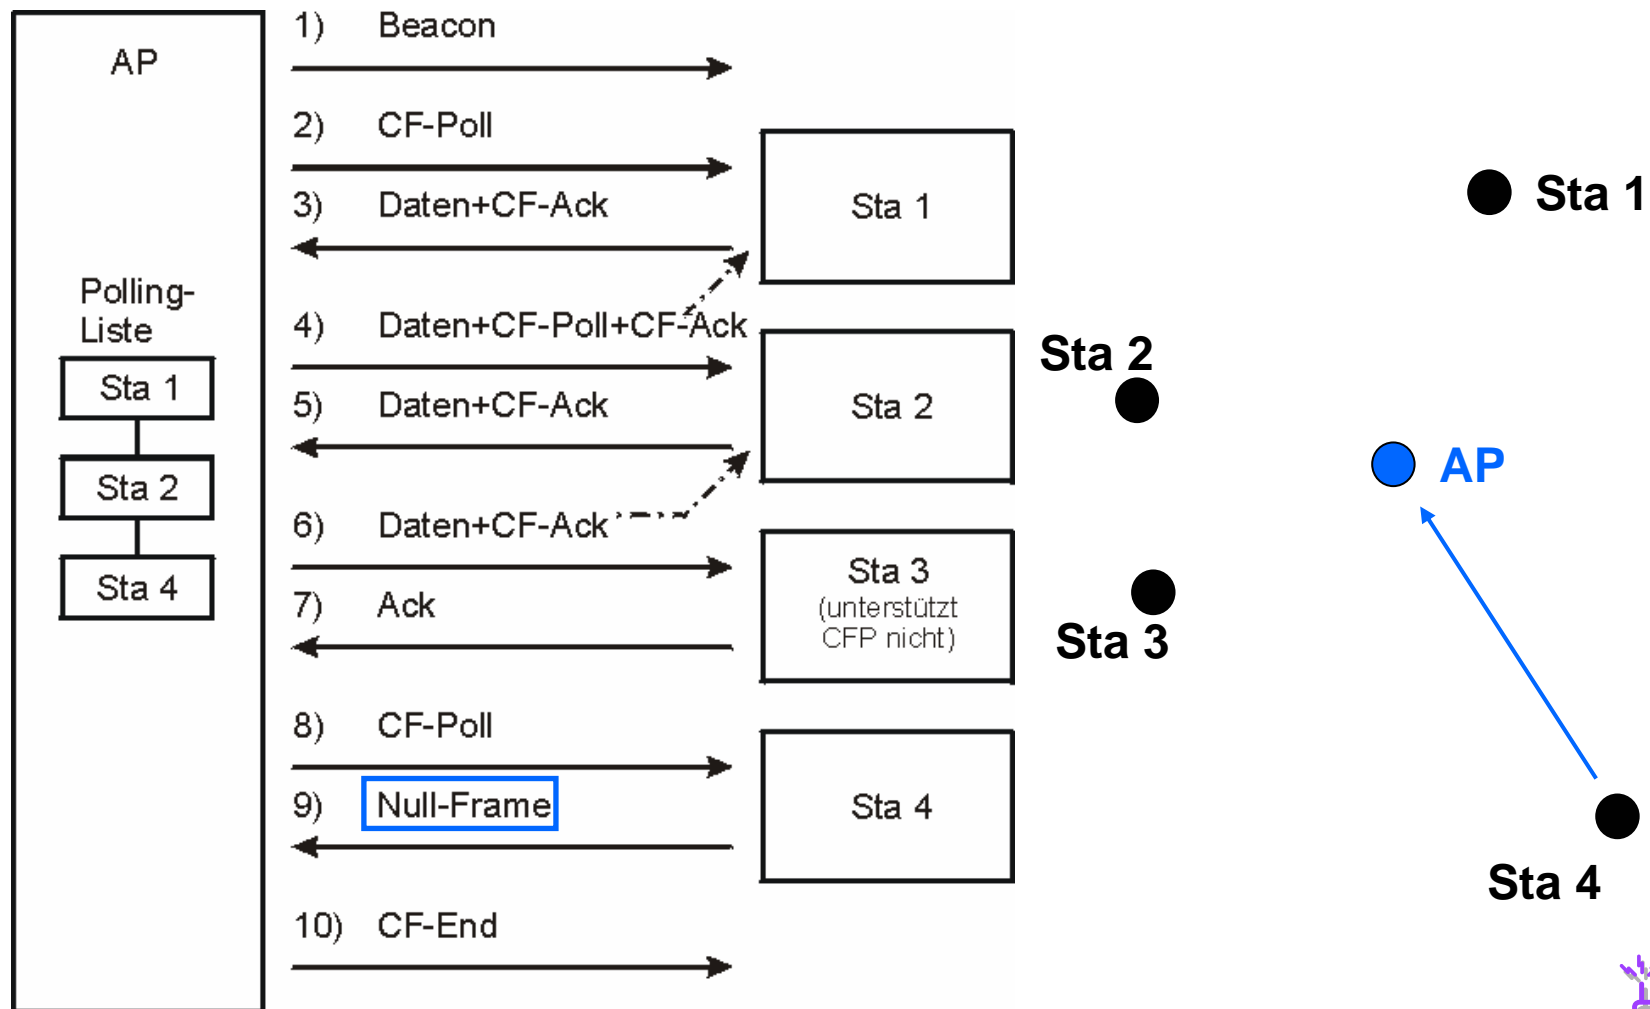 AP
Polling-
Liste
Sta 1
Sta 2
Sta 4
1) Beacon
2) CF-Poll
3) Daten+CF-Ack
4) Daten+CF-Poll+CF-Ack
5) Daten+CF-Ack
6) Daten+CF-Ack
7) Ack
8) CF-Poll
9) Null-Frame
10) CF-End
Sta 1
Sta 2
Sta 3
(unterstützt
CFP nicht)
Sta 4
Sta 1
Sta 2
AP
Sta 3
Sta 4